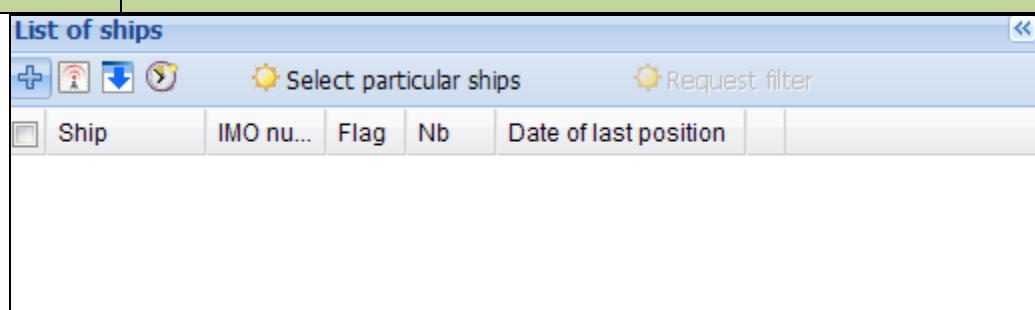 List of ships
Select particular ships Request filter
Ship IMO nu... Flag Nb Date of last position